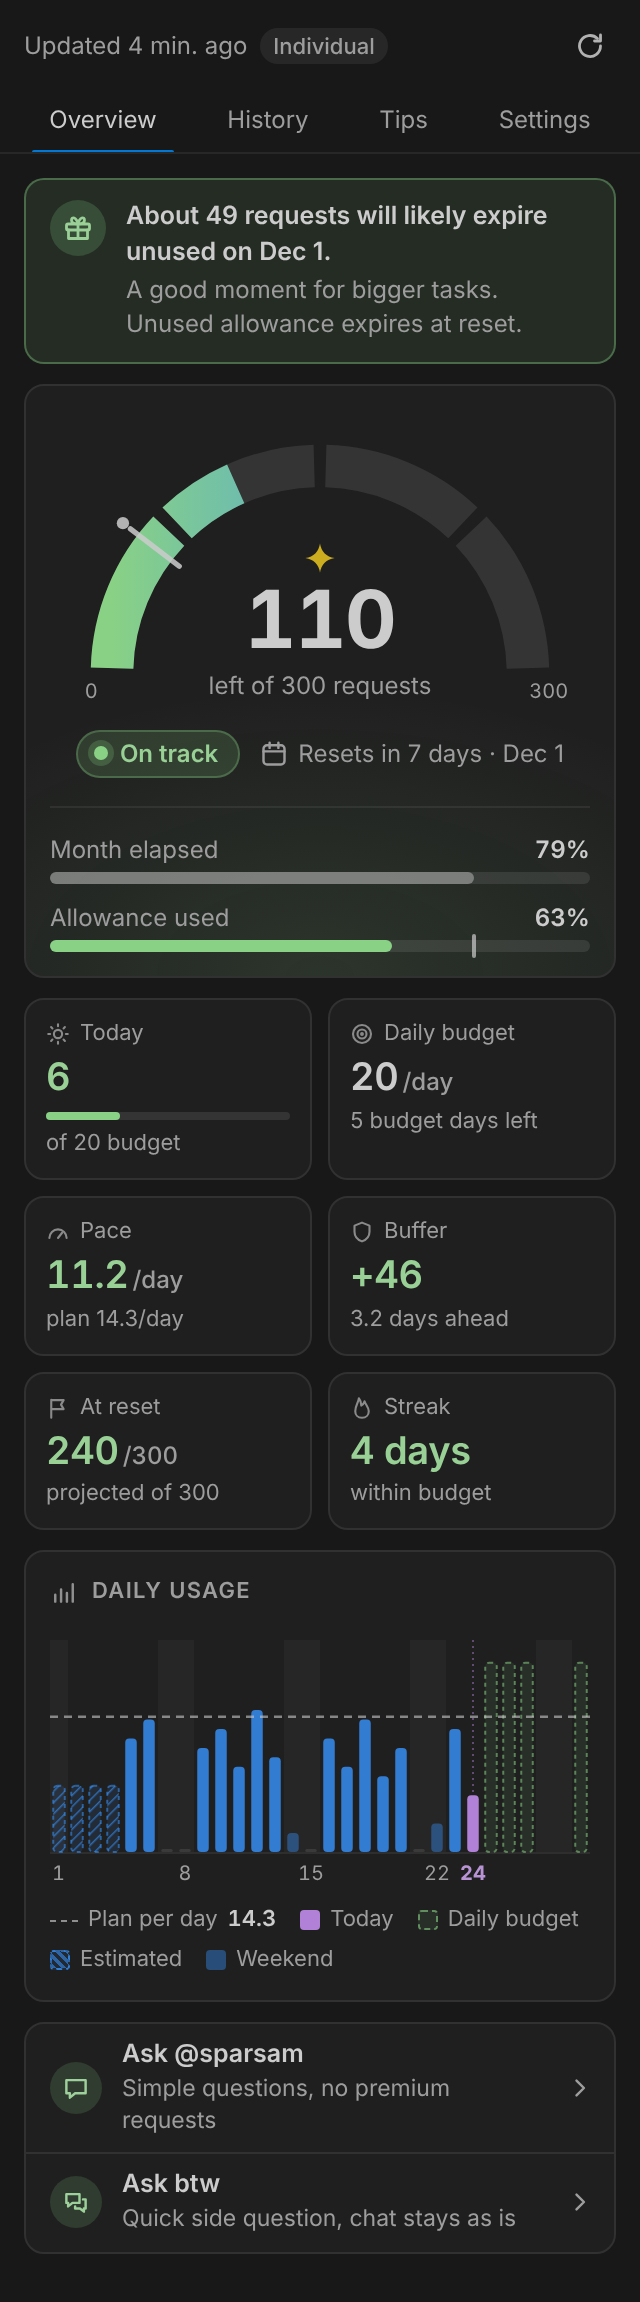 Updated 4 min. ago Individual
Overview History Tips Settings
About 49 requests will likely expire
unused on Dec 1.
A good moment for bigger tasks.
Unused allowance expires at reset.
110
0 left of 300 requests 300
On track Resets in 7 days · Dec 1
Month elapsed 79%
Allowance used 63%
Today
6
of 20 budget
Daily budget
20 /day
5 budget days left
Pace
11.2 /day
plan 14.3/day
Buffer
+46
3.2 days ahead
At reset
240 /300
projected of 300
Streak
4 days
within budget
DAILY USAGE
1 8 15 22 24
Plan per day 14.3 Today Daily budget
Estimated Weekend
Ask @sparsam
Simple questions, no premium
requests
Ask btw
Quick side question, chat stays as is